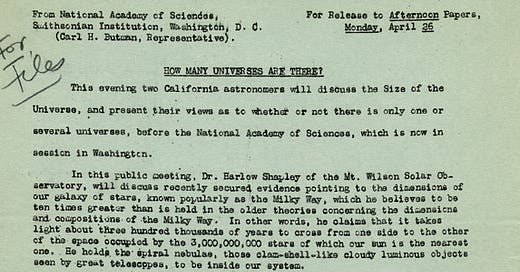 From National Academy of Sciences,
Smithsonian Institution, Washington, D. C.
(Carl H. Butman, Representative).
For Release to Afternoon Papers,
Monday, April 26
For
Files
HOW MANY UNIVERSES ARE THERE?
This evening two California astronomers will discuss the Size of the
Universe, and present their views as to whether or not there is only one or
several universes, before the National Academy of Sciences, which is now in
session in Washington.
In this public meeting, Dr. Harlow Shapley of the Mt. Wilson Solar Ob-
servatory, will discuss recently secured evidence pointing to the dimensions of
our galaxy of stars, known popularly as the Milky Way, which he believes to be
ten times greater than is held in the older theories concerning the dimensions
and compositions of the Milky Way. In other words, he claims that it takes
light about three hundred thousands of years to cross from one side to the other
of the space occupied by the 3,000,000,000 stars of which our sun is the nearest
one. He holds the spiral nebulae, those clam-shell-like cloudy luminous objects
seen by great telescopes, to be inside our system.